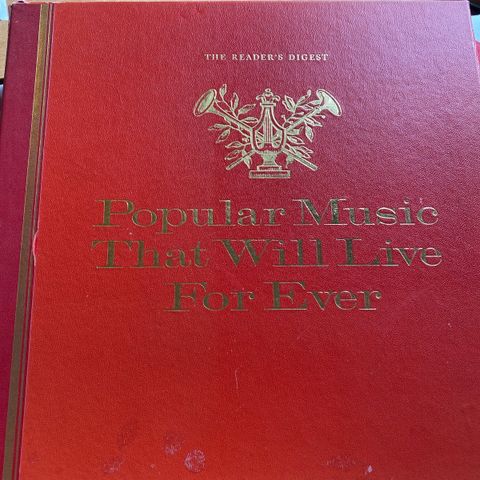 THE READER'S DIGEST
Popular Music
That Will Live
For Ever